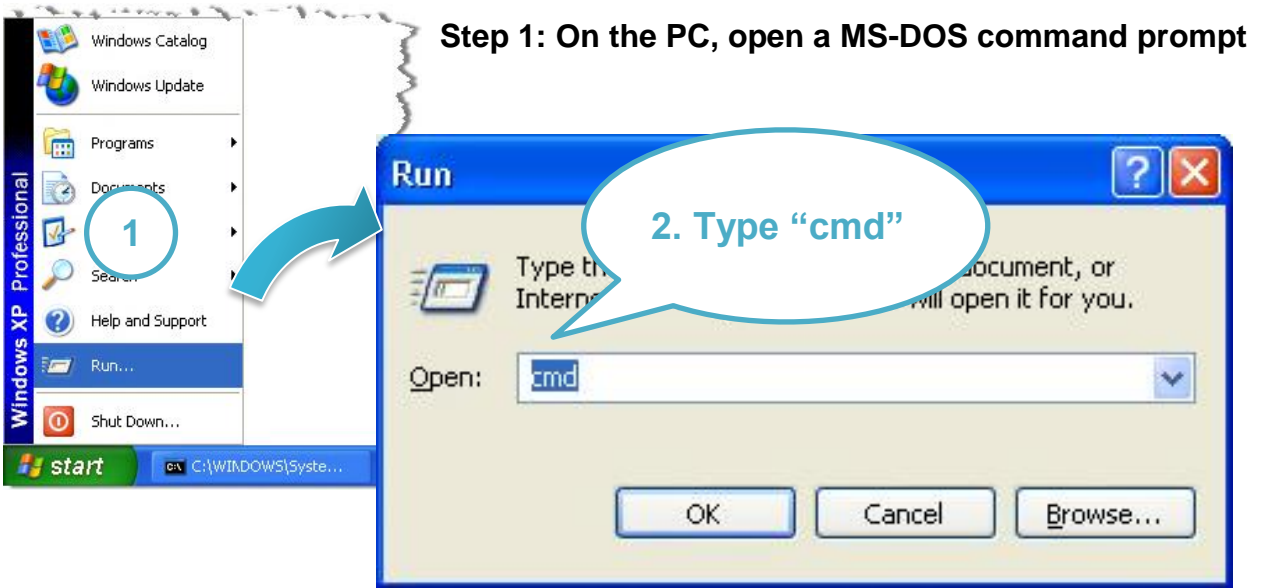 Step 1: On the PC, open a MS-DOS command prompt
Windows Catalog
Windows Update
Programs
Documents
1
Search
Help and Support
Run...
Shut Down...
Windows XP Professional
start
C:\WINDOWS\Syste...
Run
2. Type “cmd”
Type
document, or
will open it for you.
Open:
cmd
OK
Cancel
Browse...